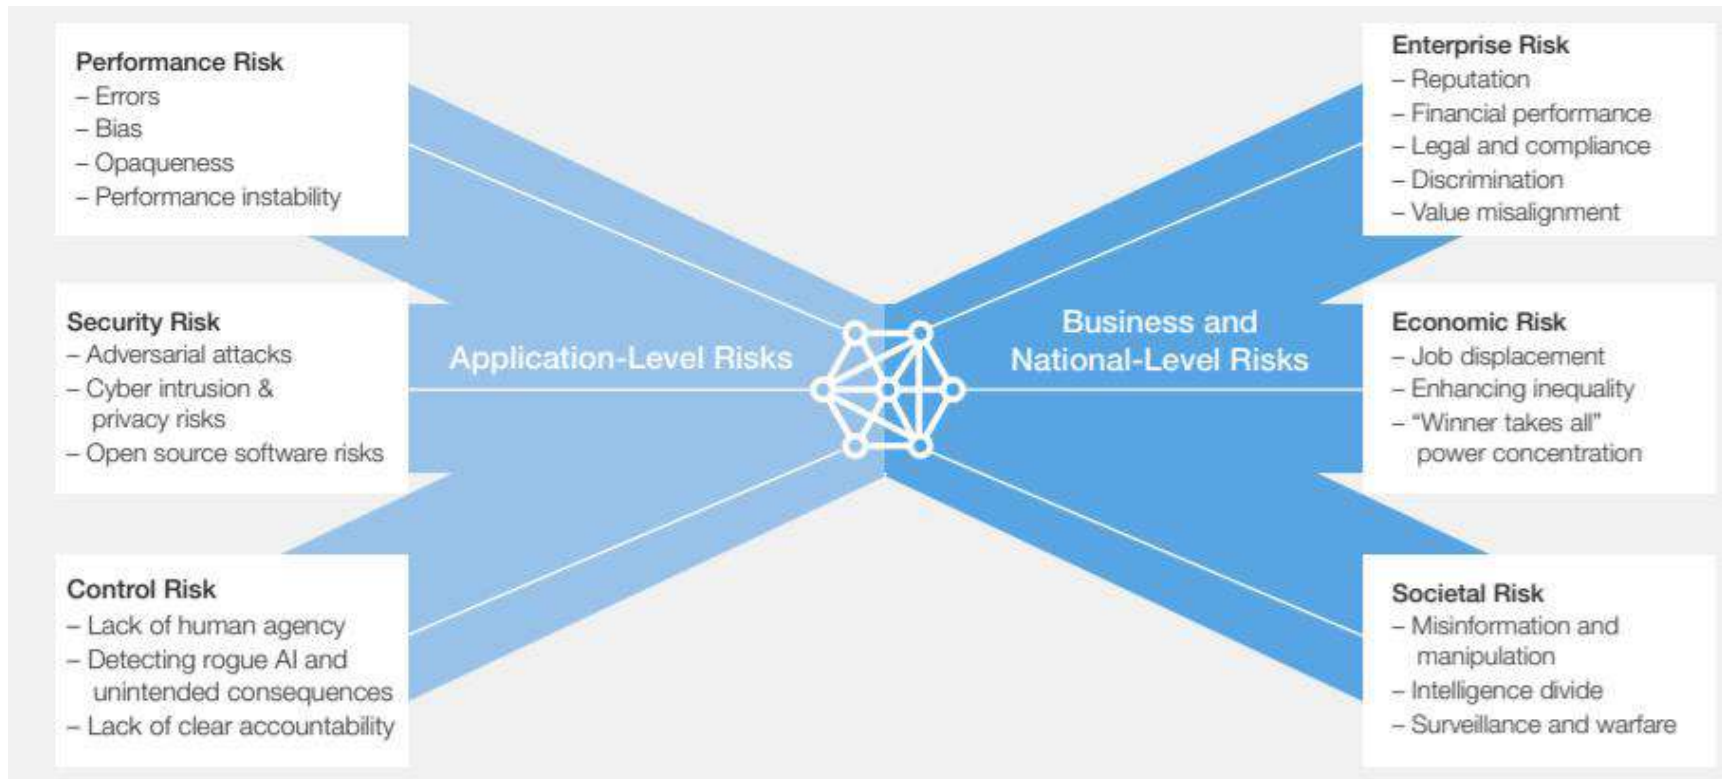 Performance Risk
– Errors
– Bias
– Opaqueness
– Performance instability
Security Risk
– Adversarial attacks
– Cyber intrusion &
privacy risks
– Open source software risks
Control Risk
– Lack of human agency
– Detecting rogue AI and
unintended consequences
– Lack of clear accountability
Application-Level Risks
Business and
National-Level Risks
Enterprise Risk
– Reputation
– Financial performance
– Legal and compliance
– Discrimination
– Value misalignment
Economic Risk
– Job displacement
– Enhancing inequality
– “Winner takes all”
power concentration
Societal Risk
– Misinformation and
manipulation
– Intelligence divide
– Surveillance and warfare